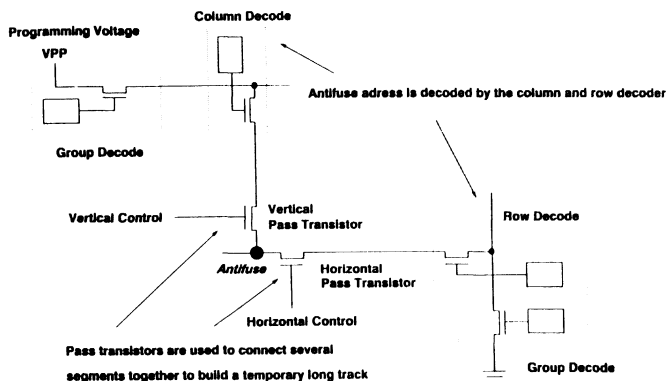 Column Decode
Programming Voltage
VPP
Antifuse adress is decoded by the column and row decoder
Group Decode
Vertical Control
Vertical
Pass Transistor
Row Decode
Antifuse
Horizontal
Pass Transistor
Horizontal Control
Pass transistors are used to connect several
segments together to build a temporary long track
Group Decode